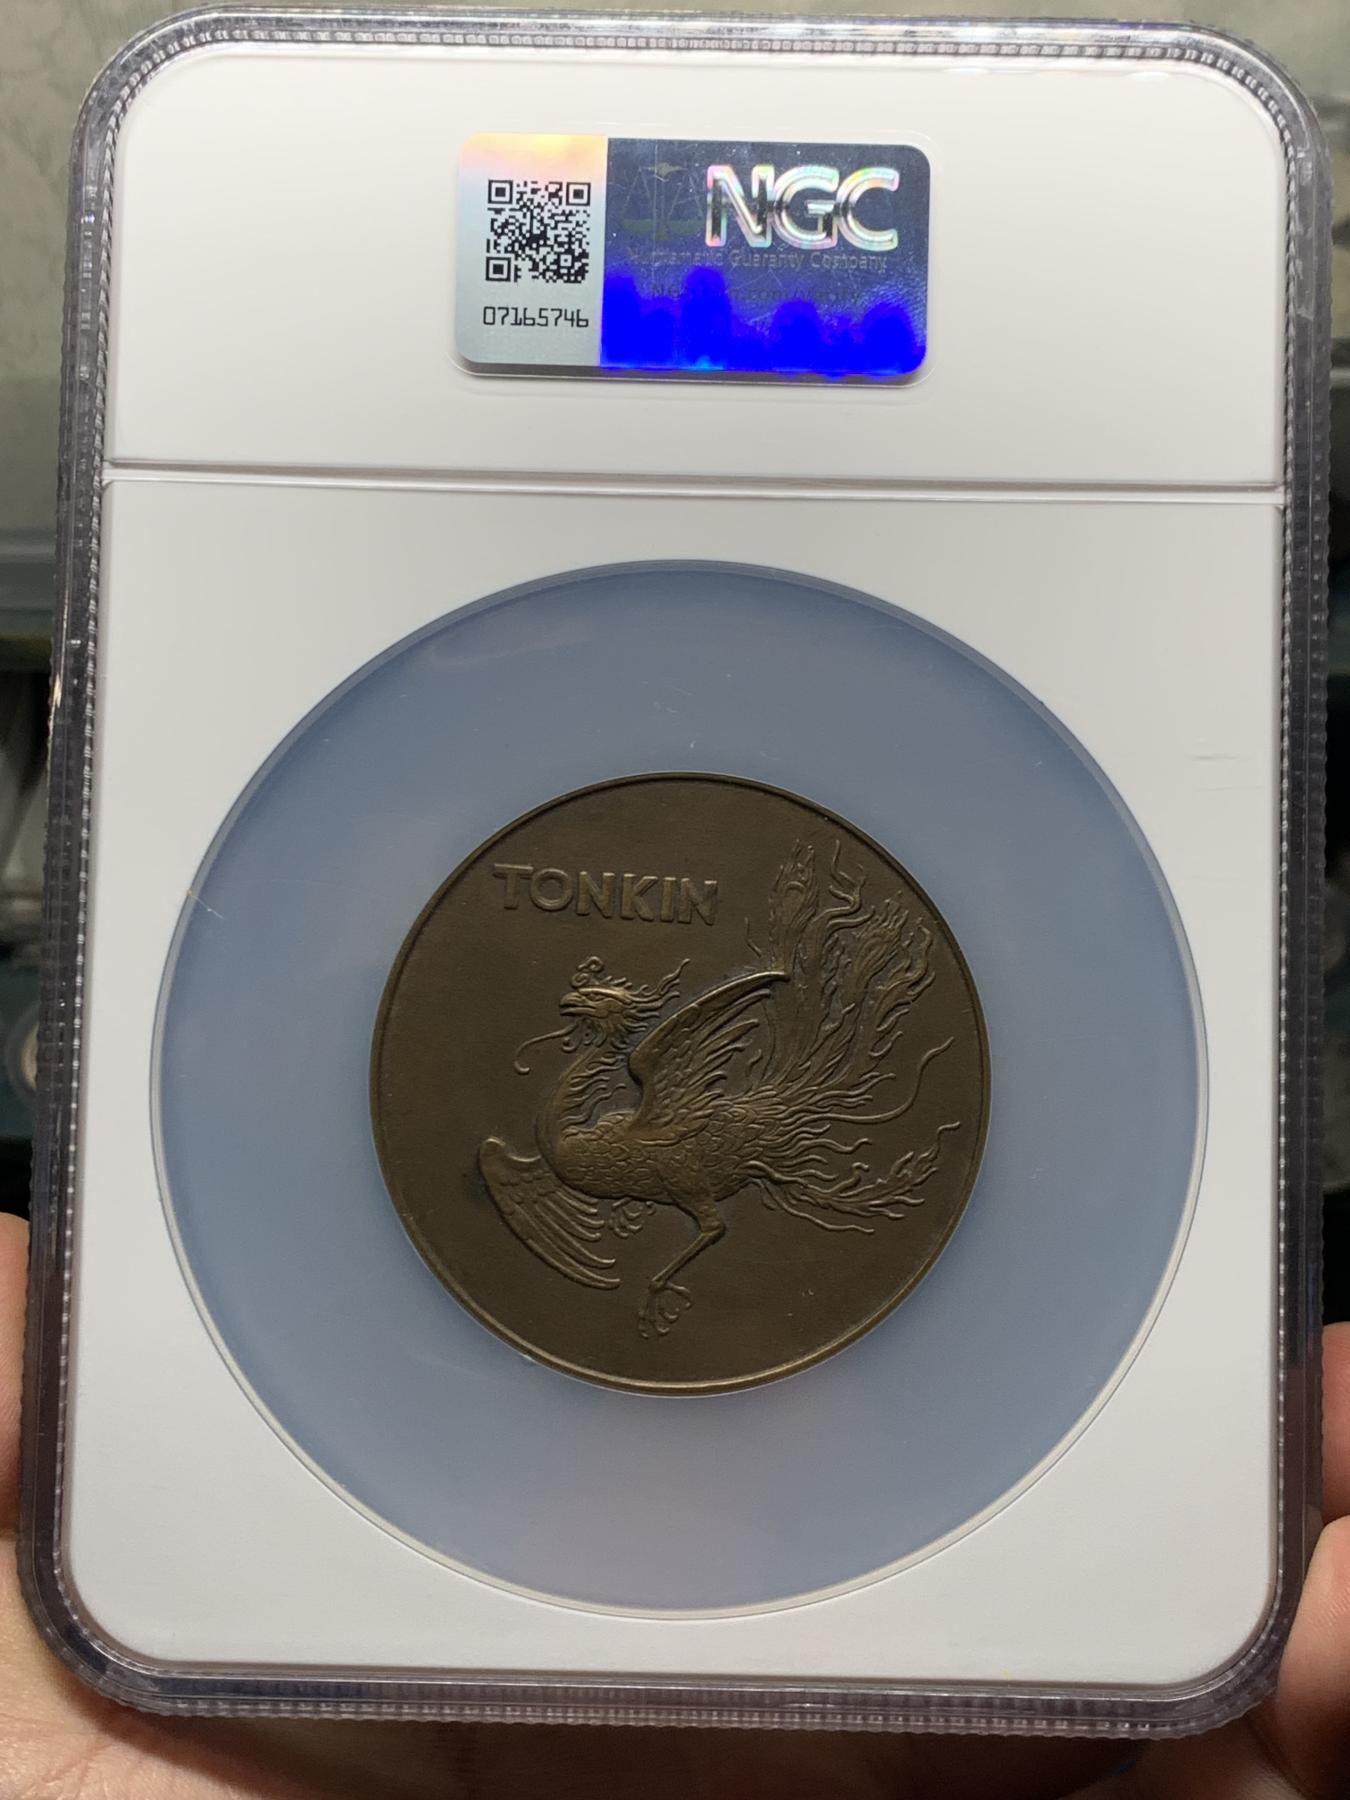 NGC
Numismatic Guaranty Company
07165746
TONKIN